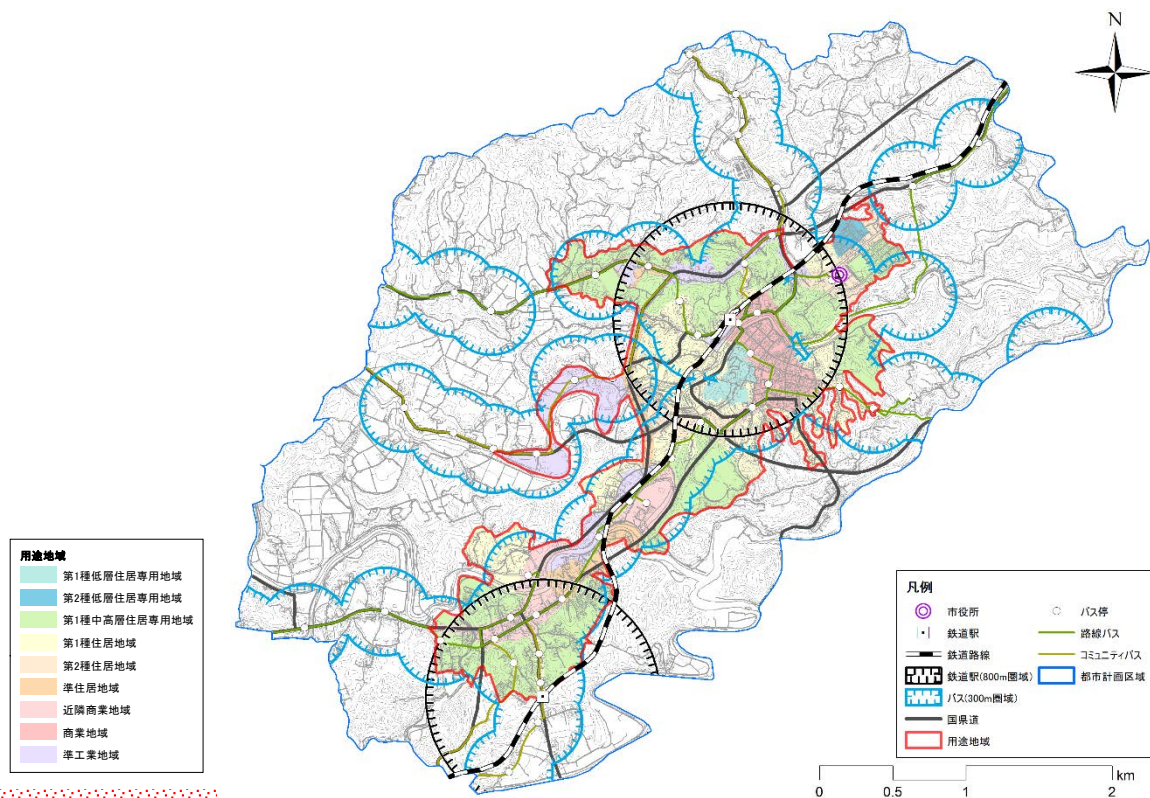 N
用途地域
第1種低層住居専用地域
第2種低層住居専用地域
第1種中高層住居専用地域
第1種住居地域
第2種住居地域
準住居地域
近隣商業地域
商業地域
準工業地域
凡例
市役所
鉄道駅
鉄道路線
鉄道駅(800m圏域)
バス(300m圏域)
国県道
用途地域
バス停
路線バス
コミュニティバス
都市計画区域
km
0 0.5 1 2